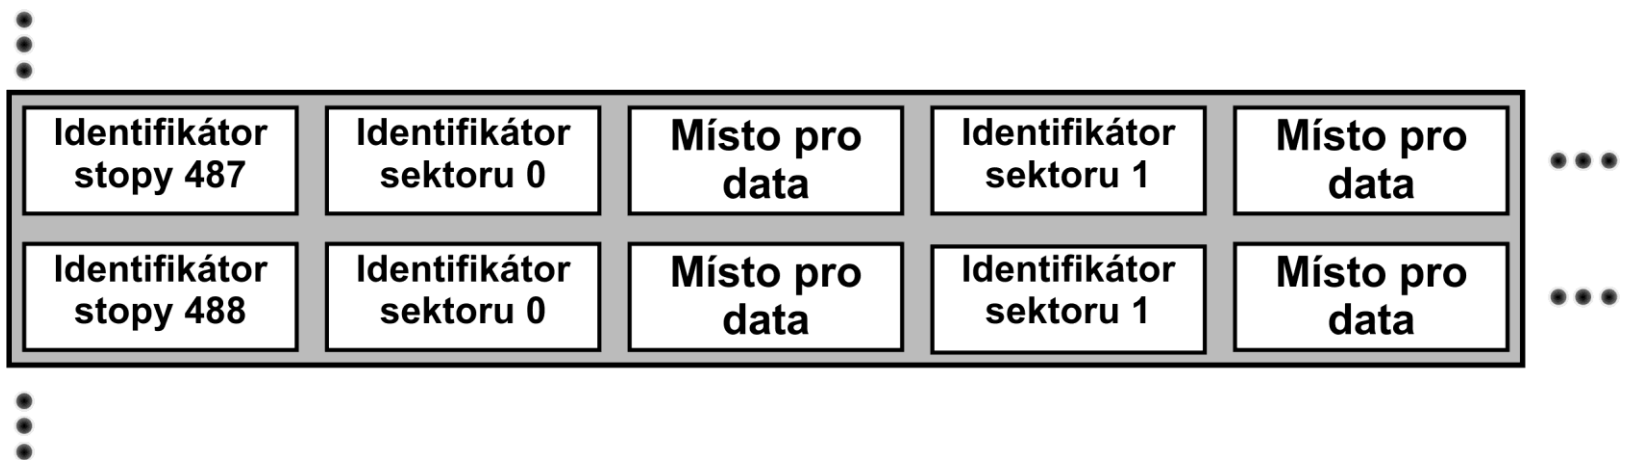 Identifikátor
stopy 487
Identifikátor
sektoru 0
Místo pro
data
Identifikátor
sektoru 1
Místo pro
data
Identifikátor
stopy 488
Identifikátor
sektoru 0
Místo pro
data
Identifikátor
sektoru 1
Místo pro
data